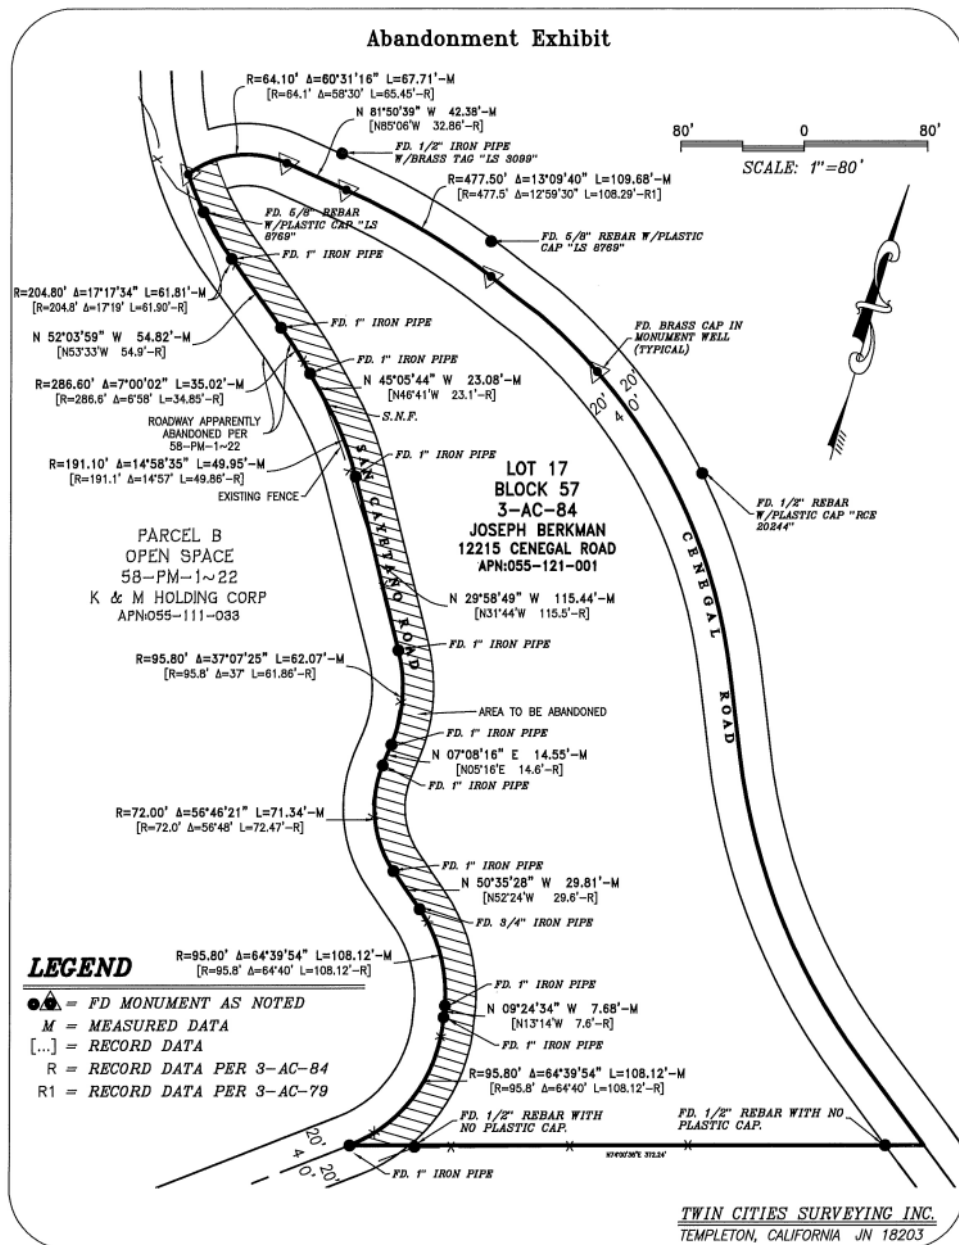 Abandonment Exhibit
R=64.10' Δ=60°31'16" L=67.71'-M
[R=64.1' Δ=58°30' L=65.45'-R]
N 81°50'39" W 42.38'-M
[N85°06'W 32.86'-R]
FD. 1/2" IRON PIPE
W/BRASS TAG "LS 3099"
80' 0 80'
SCALE: 1"=80'
R=477.50' Δ=13°09'40" L=109.68'-M
[R=477.5' Δ=12°59'30" L=108.29'-R1]
FD. 5/8" REBAR
W/PLASTIC CAP "LS
8769"
FD. 5/8" REBAR W/PLASTIC
CAP "LS 8769"
FD. 1" IRON PIPE
R=204.80' Δ=17°17'34" L=61.81'-M
[R=204.8' Δ=17°19' L=61.90'-R]
FD. 1" IRON PIPE
FD. BRASS CAP IN
MONUMENT WELL
(TYPICAL)
N 52°03'59" W 54.82'-M
[N53°33'W 54.9'-R]
FD. 1" IRON PIPE
R=286.60' Δ=7°00'02" L=35.02'-M
[R=286.6' Δ=6°58' L=34.85'-R]
N 45°05'44" W 23.08'-M
[N46°41'W 23.1'-R]
20'
20'
4 0'
S.N.F.
ROADWAY APPARENTLY
ABANDONED PER
58-PM-1~22
R=191.10' Δ=14°58'35" L=49.95'-M
[R=191.1' Δ=14°57' L=49.86'-R]
FD. 1" IRON PIPE
EXISTING FENCE
SAN CAYETANO ROAD
LOT 17
BLOCK 57
3-AC-84
JOSEPH BERKMAN
12215 CENEGAL ROAD
APN:055-121-001
FD. 1/2" REBAR
W/PLASTIC CAP "RCE
20244"
PARCEL B
OPEN SPACE
58-PM-1~22
K & M HOLDING CORP
APN:055-111-033
CENEGAL ROAD
N 29°58'49" W 115.44'-M
[N31°44'W 115.5'-R]
FD. 1" IRON PIPE
R=95.80' Δ=37°07'25" L=62.07'-M
[R=95.8' Δ=37° L=61.86'-R]
AREA TO BE ABANDONED
FD. 1" IRON PIPE
N 07°08'16" E 14.55'-M
[N05°16'E 14.6'-R]
FD. 1" IRON PIPE
R=72.00' Δ=56°46'21" L=71.34'-M
[R=72.0' Δ=56°48' L=72.47'-R]
FD. 1" IRON PIPE
N 50°35'28" W 29.81'-M
[N52°24'W 29.6'-R]
FD. 3/4" IRON PIPE
R=95.80' Δ=64°39'54" L=108.12'-M
[R=95.8' Δ=64°40' L=108.12'-R]
FD. 1" IRON PIPE
N 09°24'34" W 7.68'-M
[N13°14'W 7.6'-R]
FD. 1" IRON PIPE
LEGEND
= FD MONUMENT AS NOTED
M = MEASURED DATA
[...] = RECORD DATA
R = RECORD DATA PER 3-AC-84
R1 = RECORD DATA PER 3-AC-79
R=95.80' Δ=64°39'54" L=108.12'-M
[R=95.8' Δ=64°40' L=108.12'-R]
FD. 1/2" REBAR WITH
NO PLASTIC CAP.
FD. 1/2" REBAR WITH NO
PLASTIC CAP.
20'
4 0'
20'
N74°00'36"E 372.24'
FD. 1" IRON PIPE
TWIN CITIES SURVEYING INC.
TEMPLETON, CALIFORNIA JN 18203